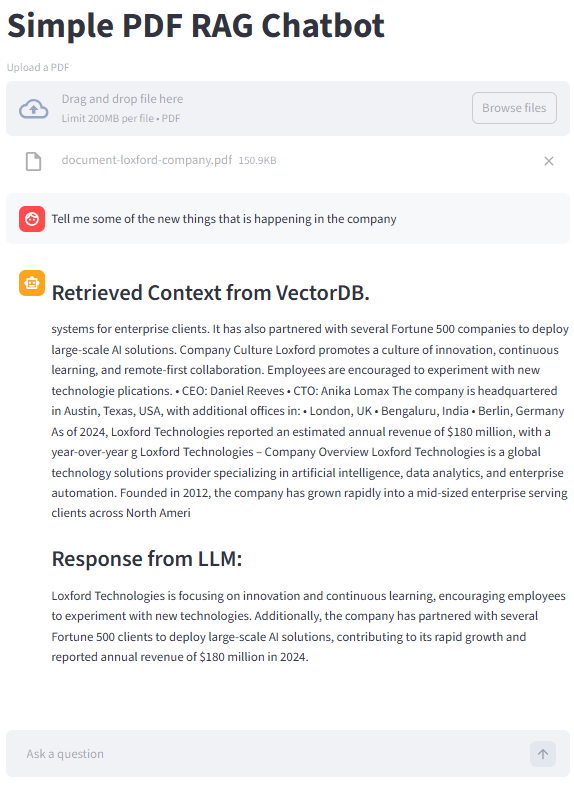 Simple PDF RAG Chatbot
Upload a PDF
Drag and drop file here
Limit 200MB per file • PDF
Browse files
document-loxford-company.pdf 150.9KB
Tell me some of the new things that is happening in the company
Retrieved Context from VectorDB.
systems for enterprise clients. It has also partnered with several Fortune 500 companies to deploy
large-scale AI solutions. Company Culture Loxford promotes a culture of innovation, continuous
learning, and remote-first collaboration. Employees are encouraged to experiment with new
technologie plications. • CEO: Daniel Reeves • CTO: Anika Lomax The company is headquartered
in Austin, Texas, USA, with additional offices in: • London, UK • Bengaluru, India • Berlin, Germany
As of 2024, Loxford Technologies reported an estimated annual revenue of $180 million, with a
year-over-year g Loxford Technologies – Company Overview Loxford Technologies is a global
technology solutions provider specializing in artificial intelligence, data analytics, and enterprise
automation. Founded in 2012, the company has grown rapidly into a mid-sized enterprise serving
clients across North Ameri
Response from LLM:
Loxford Technologies is focusing on innovation and continuous learning, encouraging employees
to experiment with new technologies. Additionally, the company has partnered with several
Fortune 500 clients to deploy large-scale AI solutions, contributing to its rapid growth and
reported annual revenue of $180 million in 2024.
Ask a question